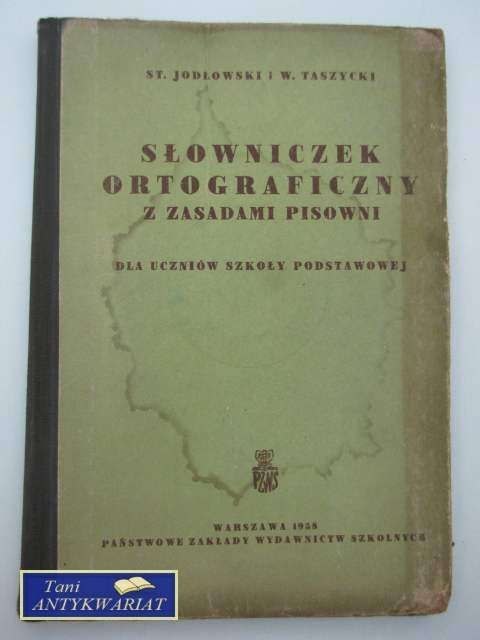 ST. JODŁOWSKI I W. TASZYCKI
SŁOWNICZEK
ORTOGRAFICZNY
Z ZASADAMI PISOWNI
DLA UCZNIÓW SZKOŁY PODSTAWOWEJ
PZWS
WARSZAWA 1958
PAŃSTWOWE ZAKŁADY WYDAWNICTW SZKOLNYCH
Tani
ANTYKWARIAT